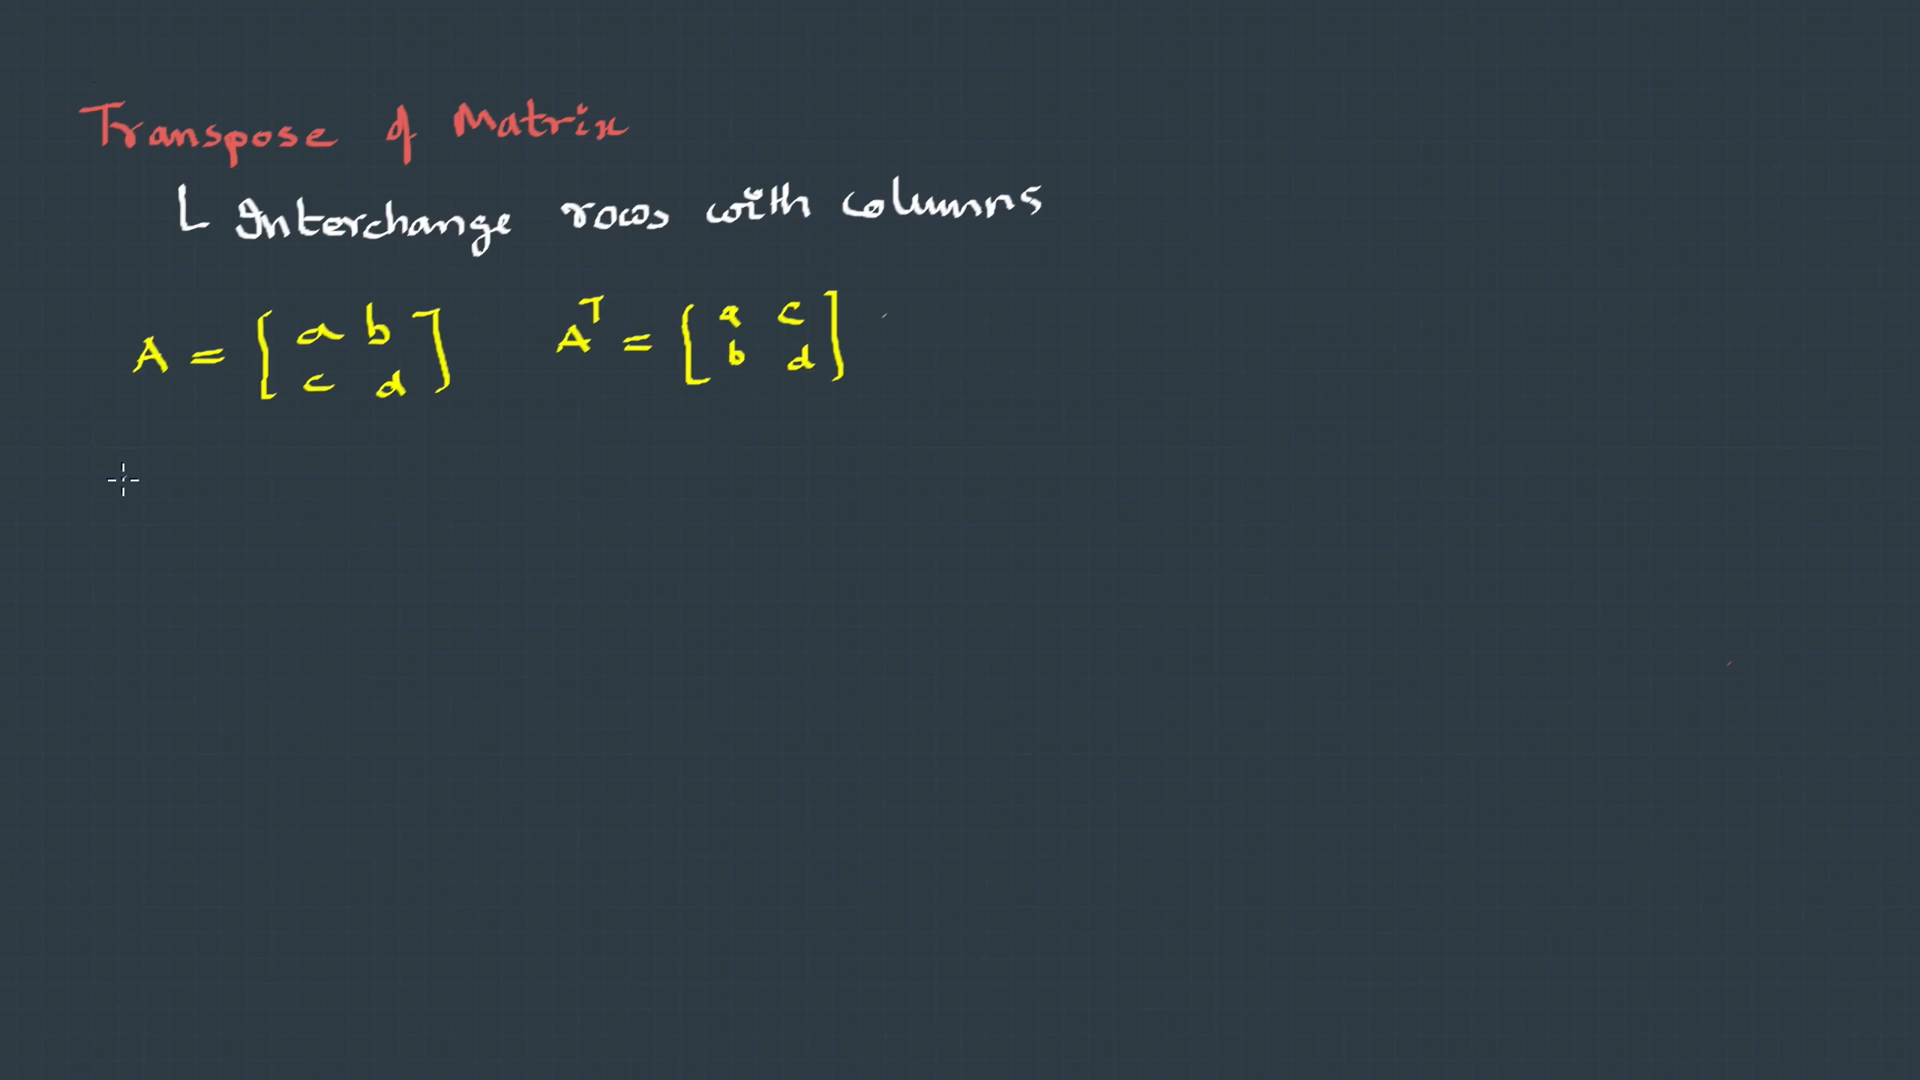 Transpose of Matrix
Interchange rows with columns
A = [ a b     A^T = [ a c
c d ]     b d ]